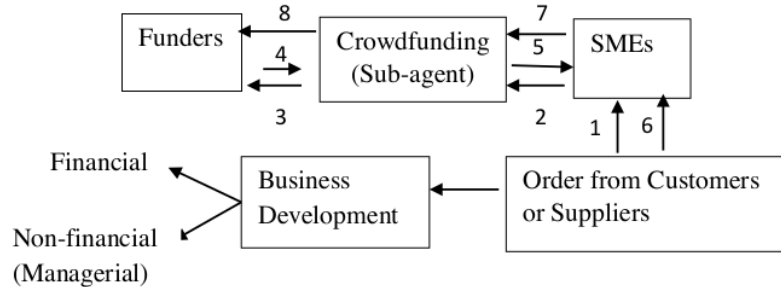 8
7
Funders
Crowdfunding
(Sub-agent)
SMEs
4
5
3
2
1
6
Financial
Business
Development
Order from Customers
or Suppliers
Non-financial
(Managerial)